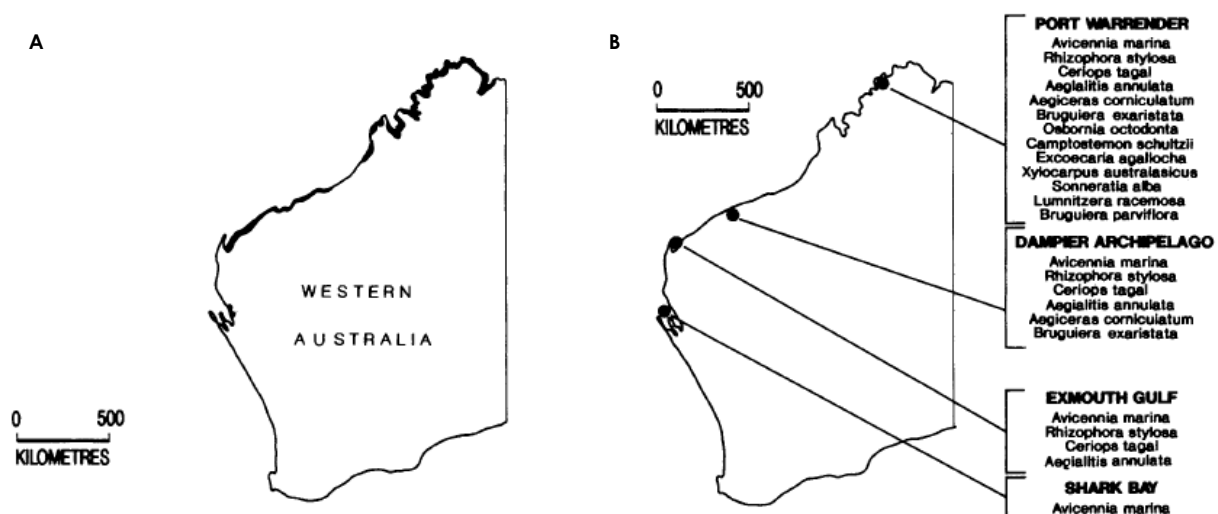 A
WESTERN
AUSTRALIA
0 500
KILOMETRES
B
0 500
KILOMETRES
PORT WARRENDER
Avicennia marina
Rhizophora stylosa
Ceriops tagal
Aegialitis annulata
Aegiceras corniculatum
Bruguiera exaristata
Osbornia octodonta
Camptostemon schultzii
Excoecaria agallocha
Xylocarpus australasicus
Sonneratia alba
Lumnitzera racemosa
Bruguiera parviflora
DAMPIER ARCHIPELAGO
Avicennia marina
Rhizophora stylosa
Ceriops tagal
Aegialitis annulata
Aegiceras corniculatum
Bruguiera exaristata
EXMOUTH GULF
Avicennia marina
Rhizophora stylosa
Ceriops tagal
Aegialitis annulata
SHARK BAY
Avicennia marina